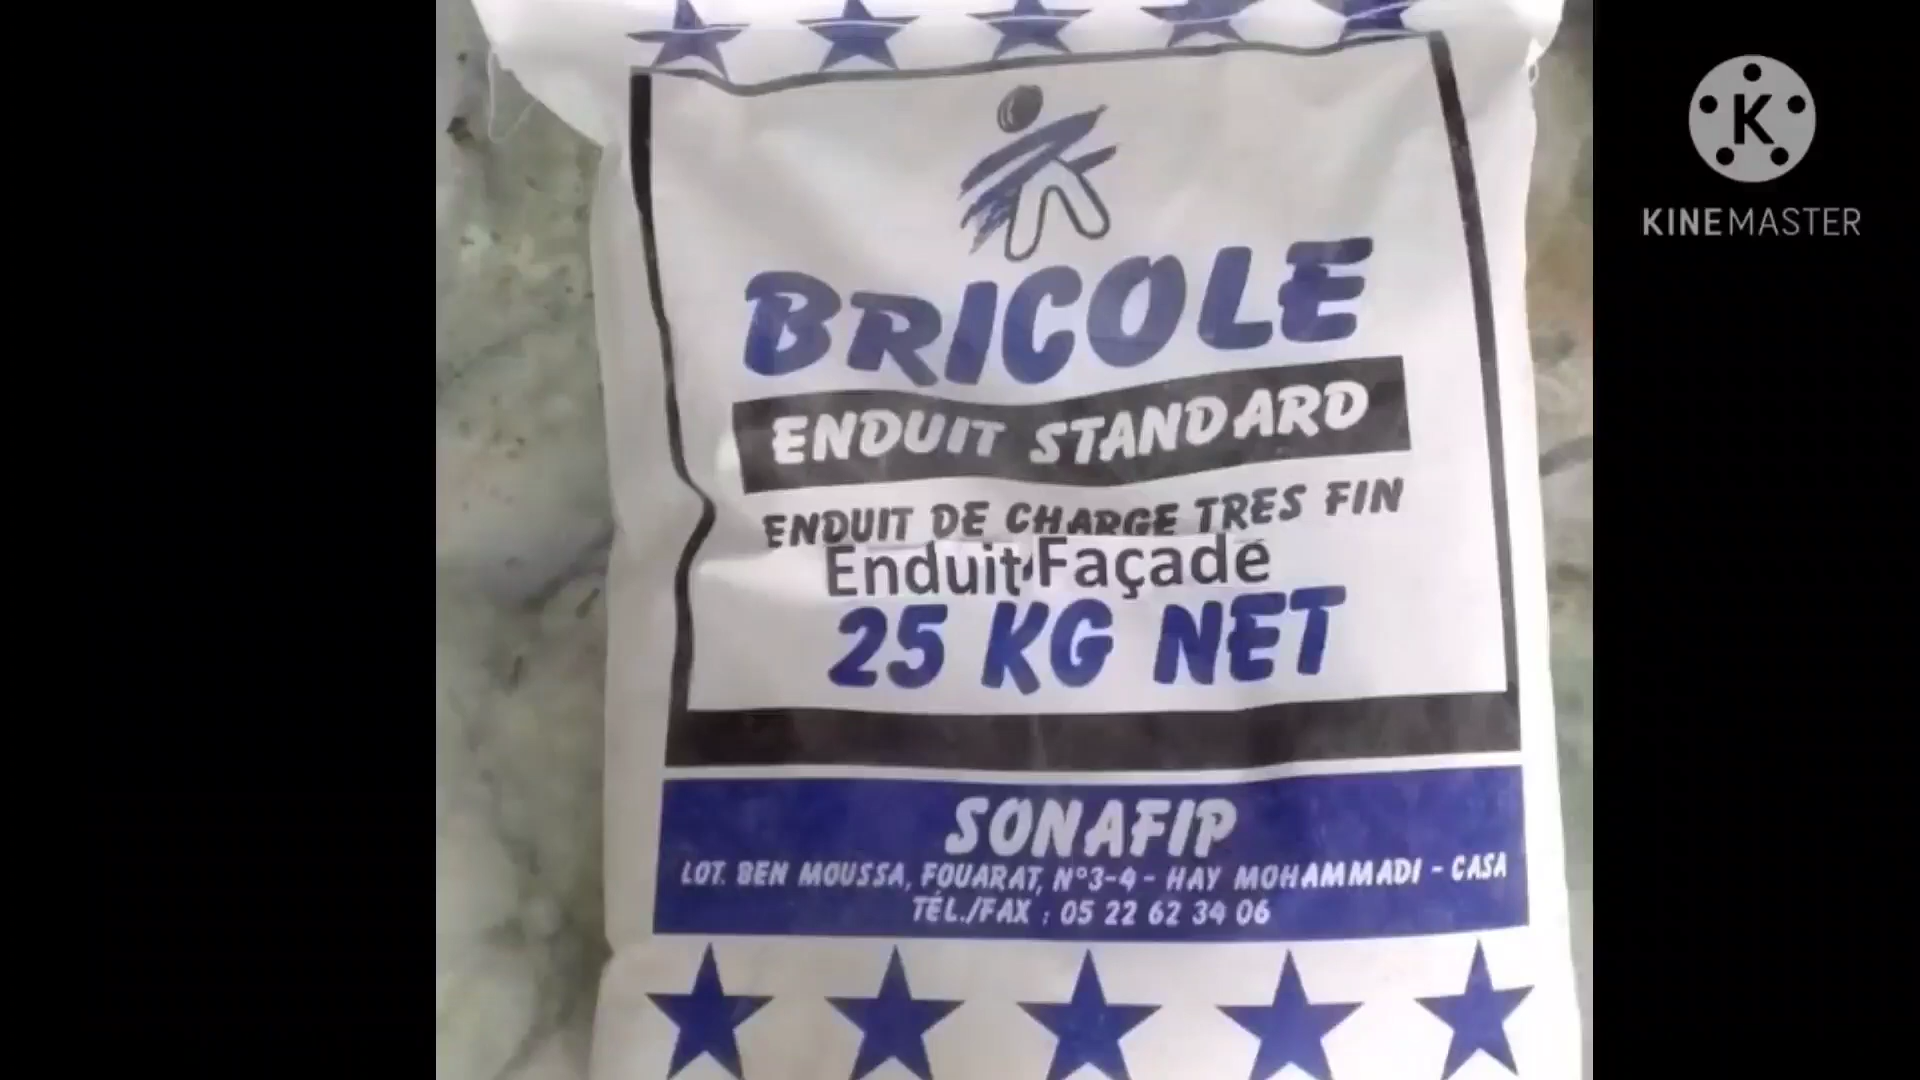 BRICOLE
ENDUIT STANDARD
ENDUIT DE CHARGE TRES FIN
Enduit Façade
25 KG NET
SONAFIP
LOT. BEN MOUSSA, FOUARAT, N°3-4 - HAY MOHAMMADI - CASA
TÉL./FAX : 05 22 62 34 06
K
KINEMASTER